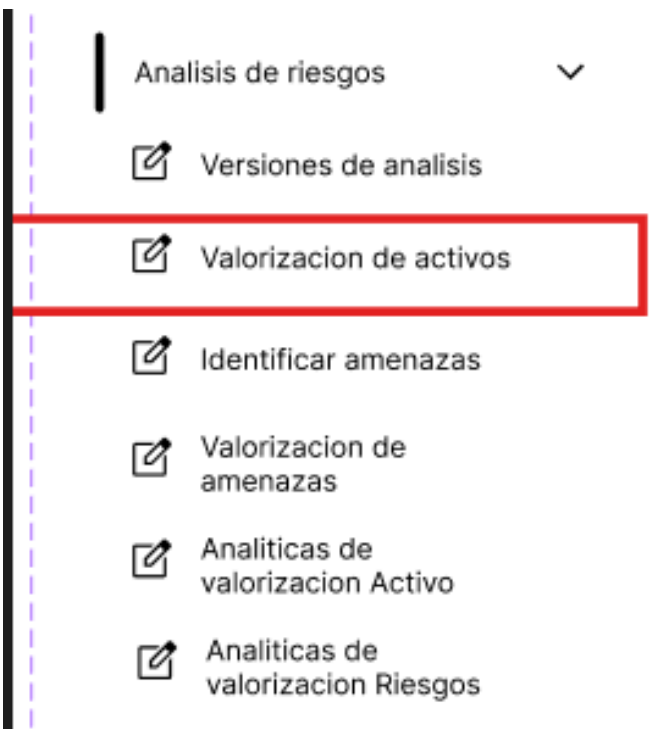 Analisis de riesgos
Versiones de analisis
Valorizacion de activos
Identificar amenazas
Valorizacion de
amenazas
Analiticas de
valorizacion Activo
Analiticas de
valorizacion Riesgos